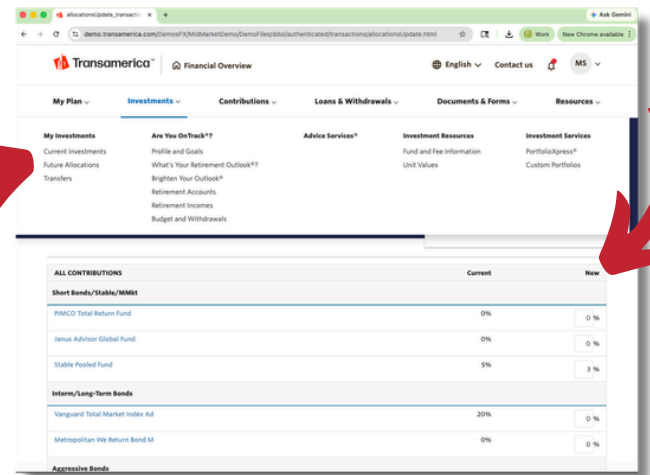 allocationsUpdate_transactio
Ask Gemini
demo.transamerica.com/DemosPX/MidMarketDemo/DemoFiles/ddol/authenticated/transactions/allocationsUpdate.html
Work
New Chrome available
Transamerica
Financial Overview
English
Contact us
MS
My Plan
Investments
Contributions
Loans & Withdrawals
Documents & Forms
Resources
My Investments
Current Investments
Future Allocations
Transfers
Are You OnTrack®?
Profile and Goals
What's Your Retirement Outlook®?
Brighten Your Outlook®
Retirement Accounts
Retirement Incomes
Budget and Withdrawals
Advice Services®
Investment Resources
Fund and Fee Information
Unit Values
Investment Services
PortfolioXpress®
Custom Portfolios
ALL CONTRIBUTIONS Current New
Short Bonds/Stable/MMkt
PIMCO Total Return Fund 0% 0 %
Janus Advisor Global Fund 0% 0 %
Stable Pooled Fund 5% 3 %
Interm/Long-Term Bonds
Vanguard Total Market Index Ad 20% 0 %
Metropolitan We Return Bond M 0% 0 %
Aggressive Bonds